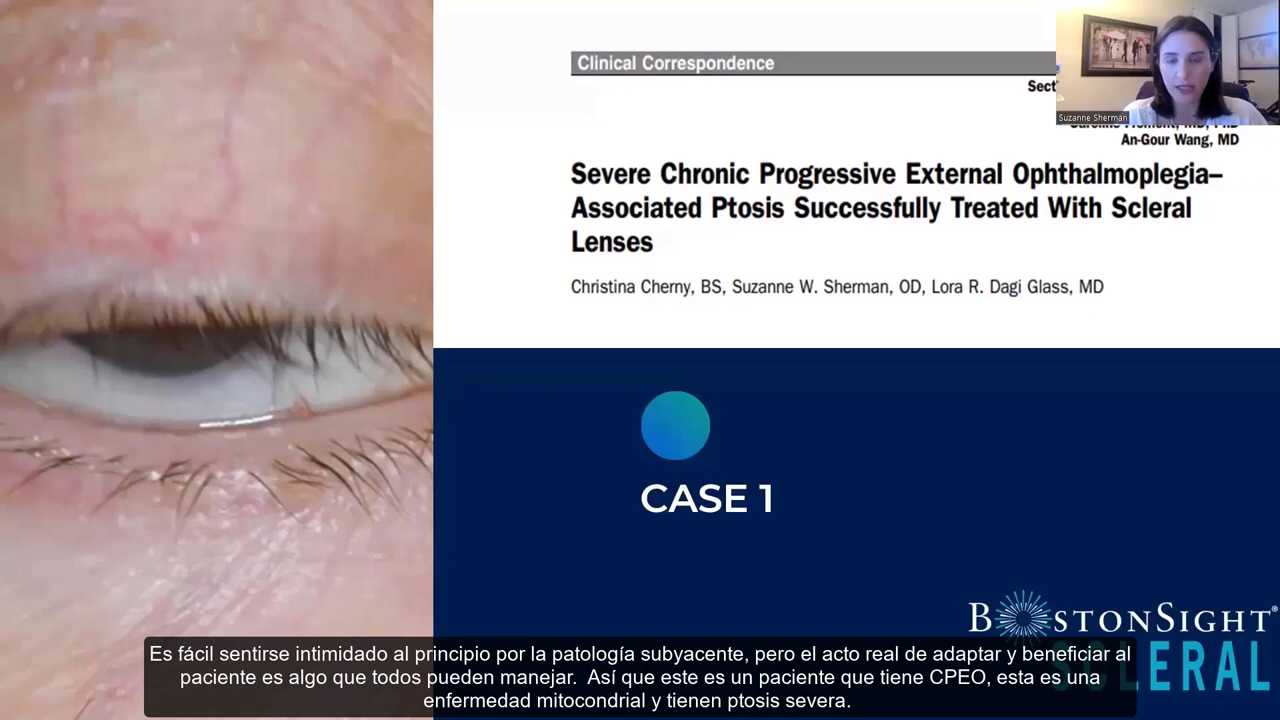 Clinical Correspondence
Suzanne Sherman
An-Gour Wang, MD
Severe Chronic Progressive External Ophthalmoplegia–
Associated Ptosis Successfully Treated With Scleral
Lenses
Christina Cherny, BS, Suzanne W. Sherman, OD, Lora R. Dagi Glass, MD
CASE 1
BOSTONSIGHT®
SCLERAL
Es fácil sentirse intimidado al principio por la patología subyacente, pero el acto real de adaptar y beneficiar al
paciente es algo que todos pueden manejar. Así que este es un paciente que tiene CPEO, esta es una
enfermedad mitocondrial y tienen ptosis severa.